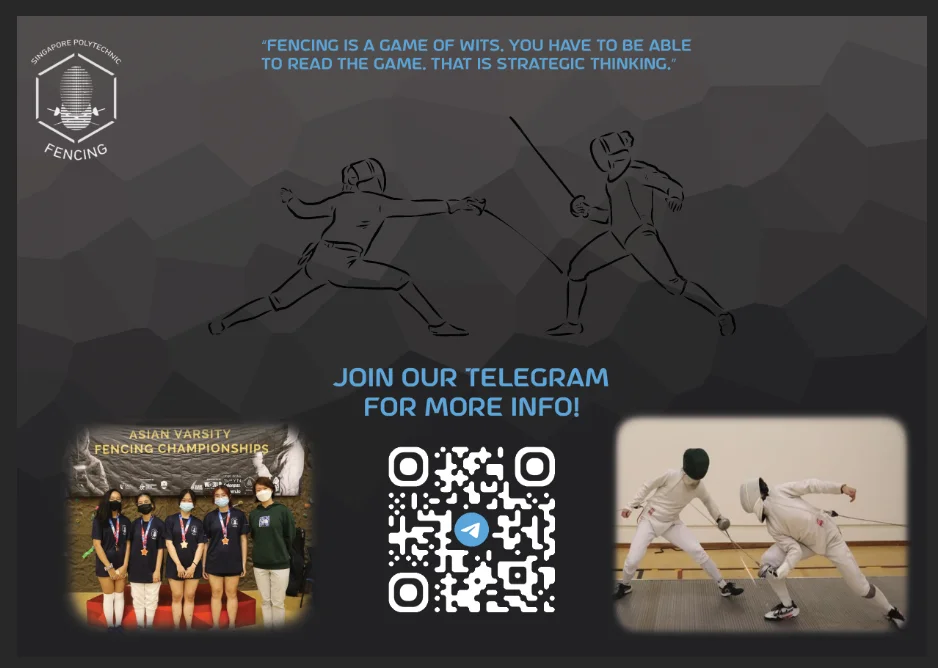 SINGAPORE POLYTECHNIC
FENCING
“FENCING IS A GAME OF WITS. YOU HAVE TO BE ABLE
TO READ THE GAME. THAT IS STRATEGIC THINKING.”
JOIN OUR TELEGRAM
FOR MORE INFO!
ASIAN VARSITY
FENCING CHAMPIONSHIPS